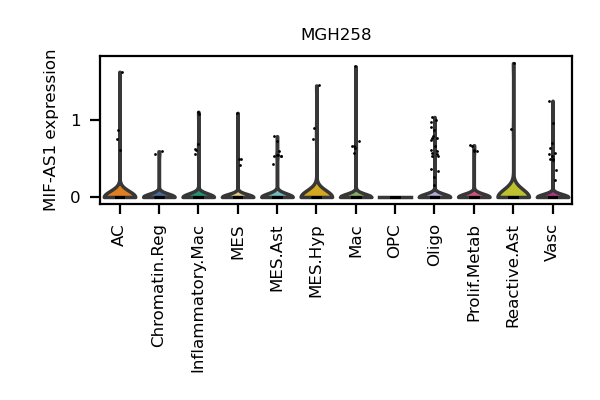 MGH258
MIF-AS1 expression
1
0
AC
Chromatin.Reg
Inflammatory.Mac
MES
MES.Ast
MES.Hyp
Mac
OPC
Oligo
Prolif.Metab
Reactive.Ast
Vasc